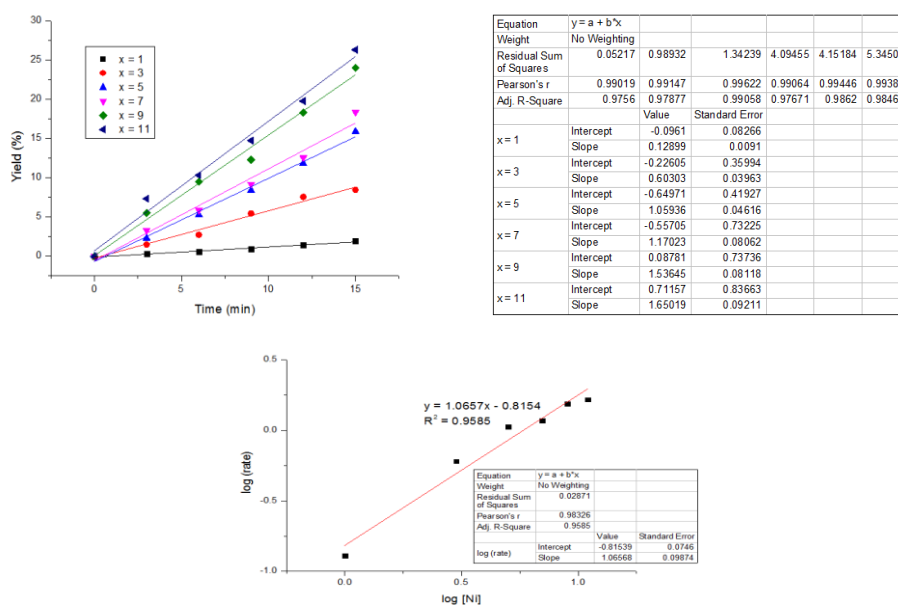 30
25
20
15
10
5
0
Yield (%)
x = 1
x = 3
x = 5
x = 7
x = 9
x = 11
0 5 10 15
Time (min)
Equation y = a + b*x
Weight No Weighting
Residual Sum of Squares 0.05217 0.98932 1.34239 4.09455 4.15184 5.3450
Pearson's r 0.99019 0.99147 0.99622 0.99064 0.99446 0.9938
Adj. R-Square 0.9756 0.97877 0.99058 0.97671 0.9862 0.9846
Value Standard Error
x = 1 Intercept -0.0961 0.08266
Slope 0.12899 0.0091
x = 3 Intercept -0.22605 0.35994
Slope 0.60303 0.03963
x = 5 Intercept -0.64971 0.41927
Slope 1.05936 0.04616
x = 7 Intercept -0.55705 0.73225
Slope 1.17023 0.08062
x = 9 Intercept 0.08781 0.73736
Slope 1.53645 0.08118
x = 11 Intercept 0.71157 0.83663
Slope 1.65019 0.09211
0.5
0.0
-0.5
-1.0
log (rate)
y = 1.0657x - 0.8154
R² = 0.9585
Equation y = a + b*x
Weight No Weighting
Residual Sum of Squares 0.02871
Pearson's r 0.98326
Adj. R-Square 0.9585
Value Standard Error
log (rate) Intercept -0.81539 0.0746
Slope 1.06568 0.09874
0.0 0.5 1.0
log [Ni]